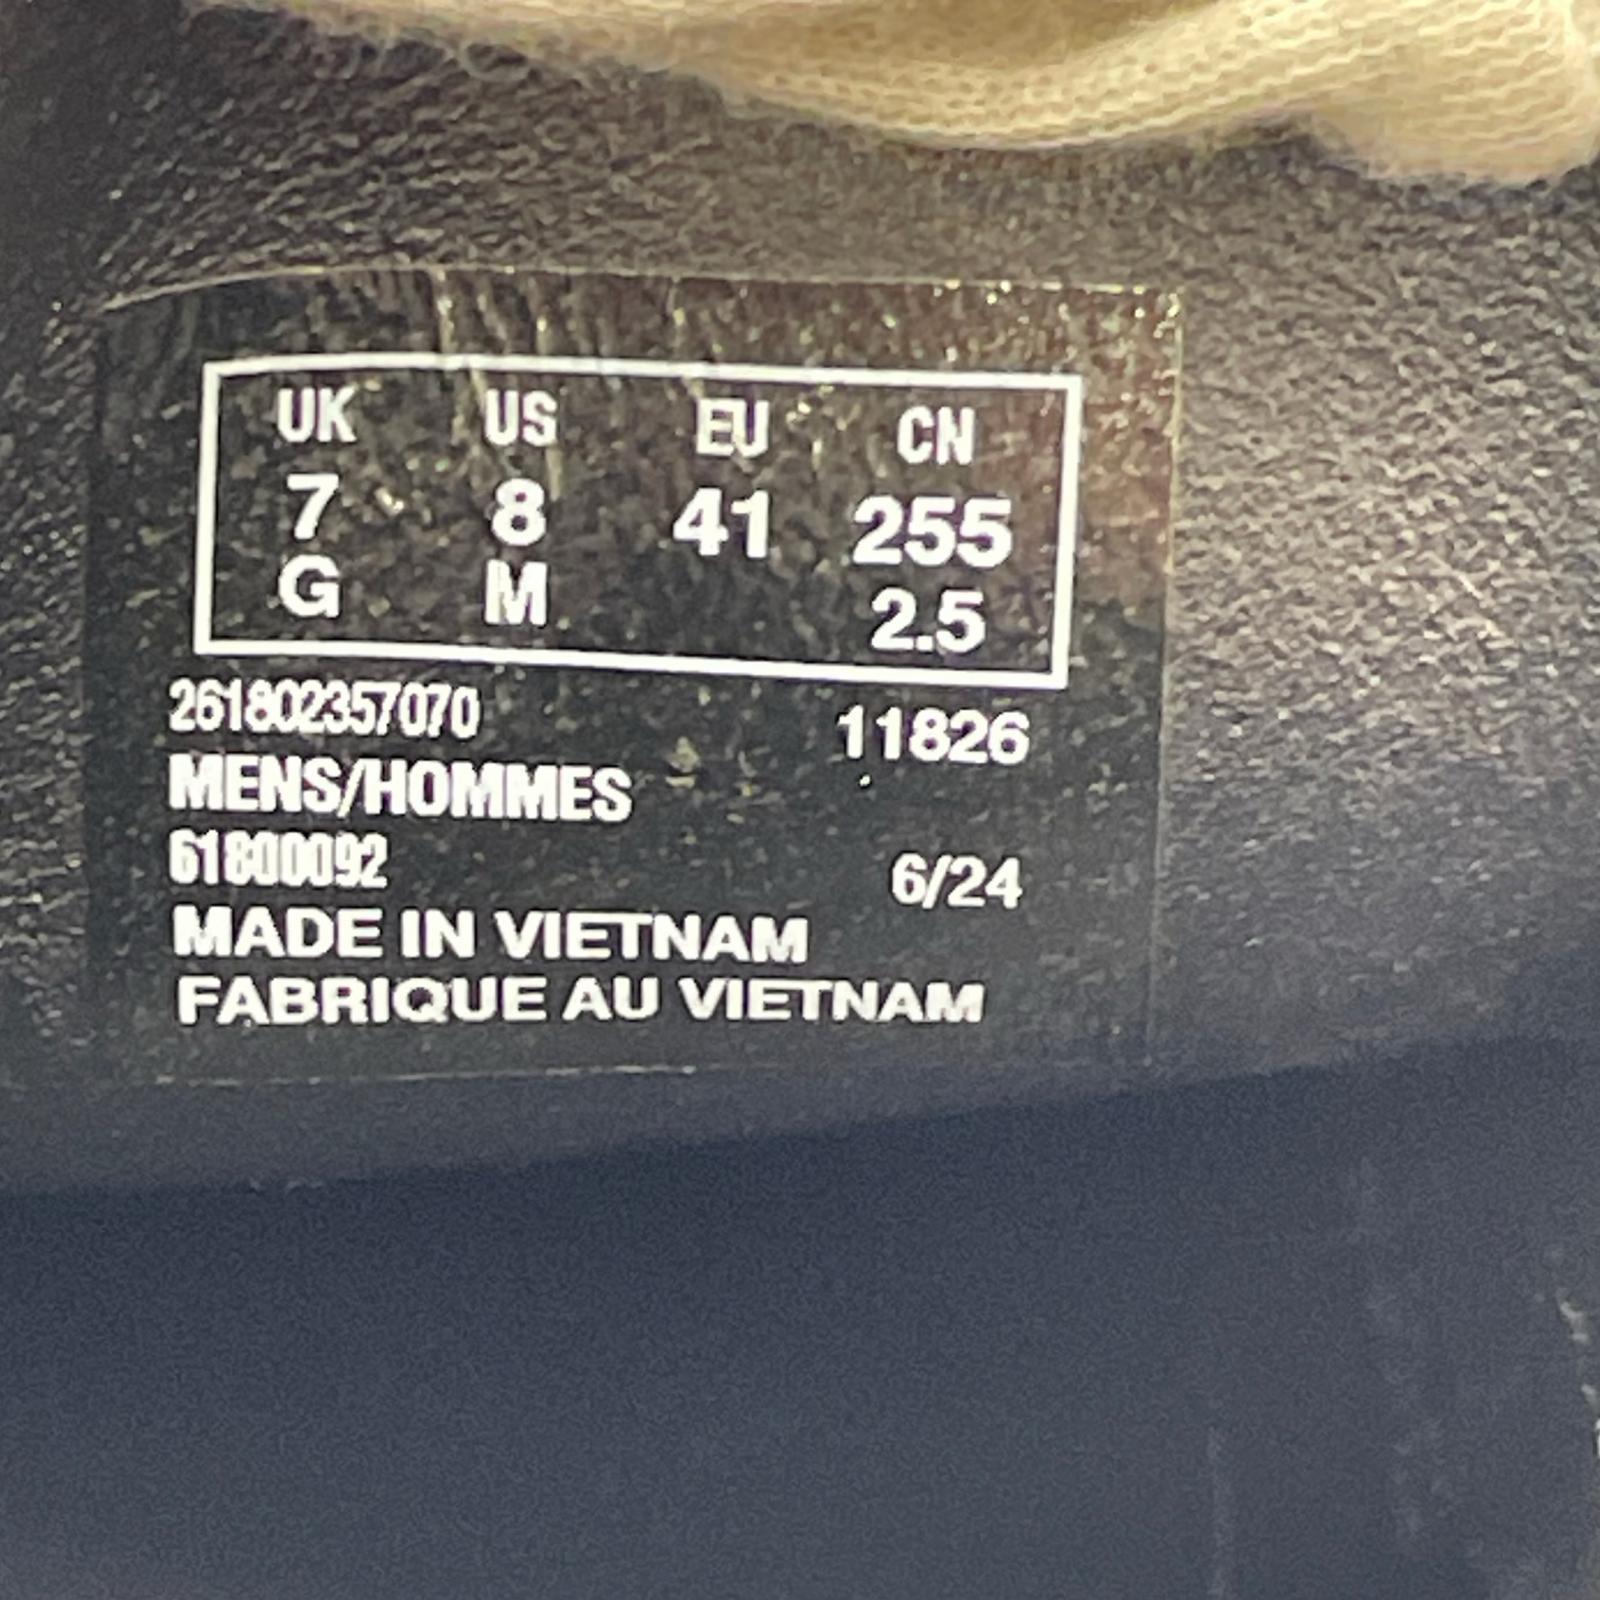 UK US EU CN
7 8 41 255
G M 2.5
261802357070 11826
MENS/HOMMES
61800092 6/24
MADE IN VIETNAM
FABRIQUE AU VIETNAM